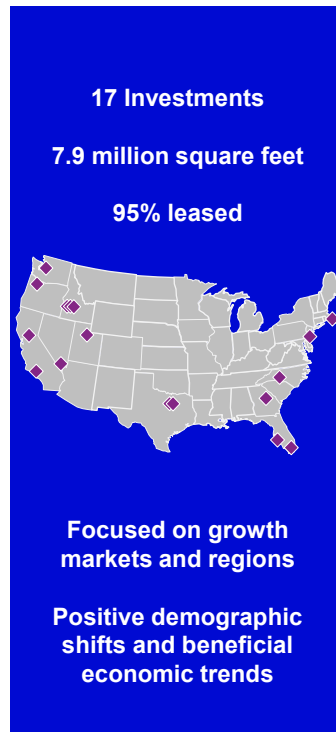 17 Investments
7.9 million square feet
95% leased
Focused on growth
markets and regions
Positive demographic
shifts and beneficial
economic trends